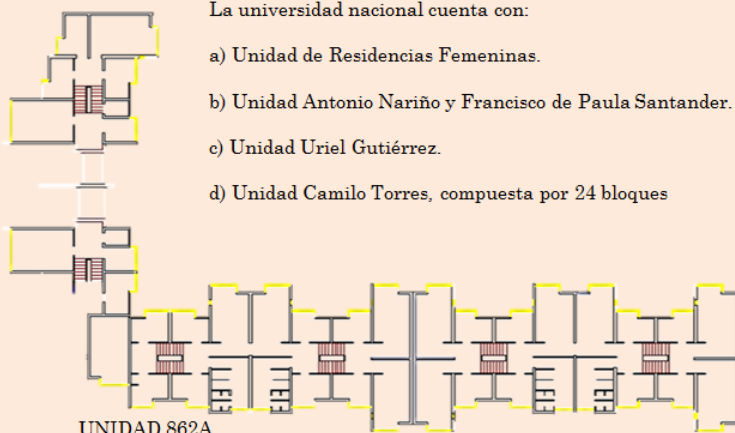 La universidad nacional cuenta con:
a) Unidad de Residencias Femeninas.
b) Unidad Antonio Nariño y Francisco de Paula Santander.
c) Unidad Uriel Gutiérrez.
d) Unidad Camilo Torres, compuesta por 24 bloques
UNIDAD 862A